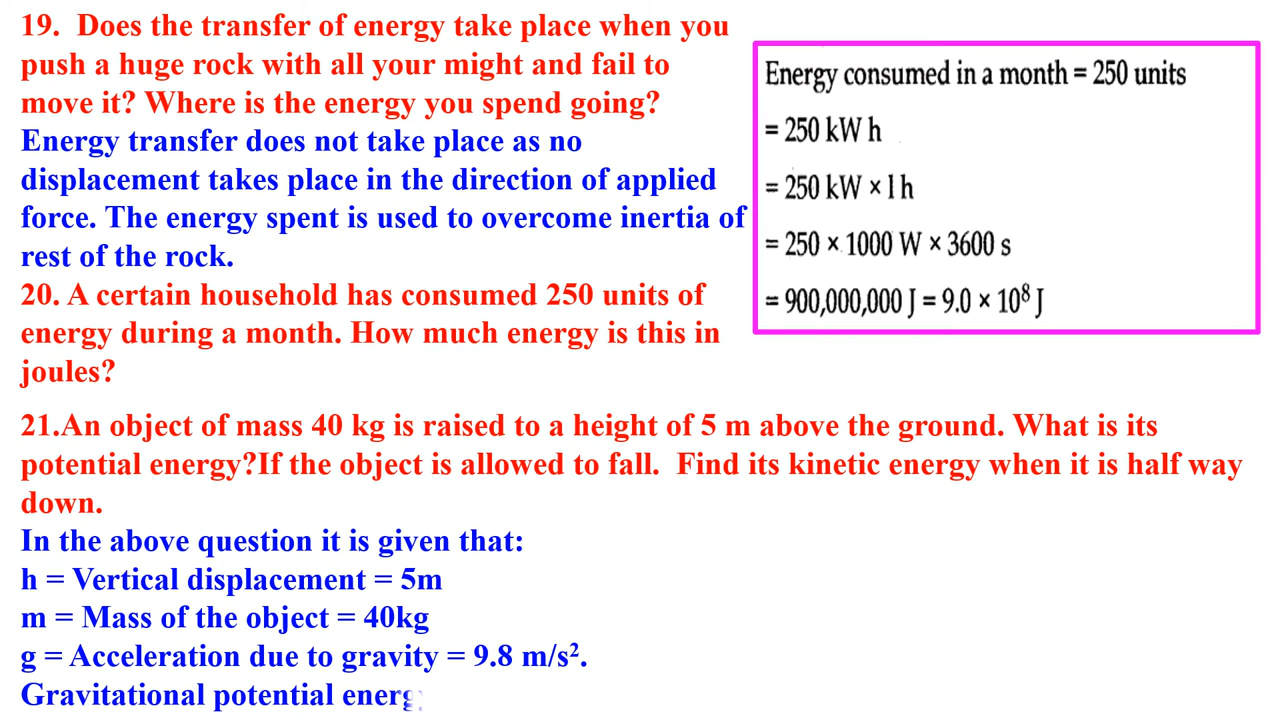 19. Does the transfer of energy take place when you
push a huge rock with all your might and fail to
move it? Where is the energy you spend going?
Energy transfer does not take place as no
displacement takes place in the direction of applied
force. The energy spent is used to overcome inertia of
rest of the rock.
20. A certain household has consumed 250 units of
energy during a month. How much energy is this in
joules?
Energy consumed in a month = 250 units
= 250 kW h
= 250 kW × 1 h
= 250 × 1000 W × 3600 s
= 900,000,000 J = 9.0 × 10⁸ J
21.An object of mass 40 kg is raised to a height of 5 m above the ground. What is its
potential energy?If the object is allowed to fall. Find its kinetic energy when it is half way
down.
In the above question it is given that:
h = Vertical displacement = 5m
m = Mass of the object = 40kg
g = Acceleration due to gravity = 9.8 m/s².
Gravitational potential energy